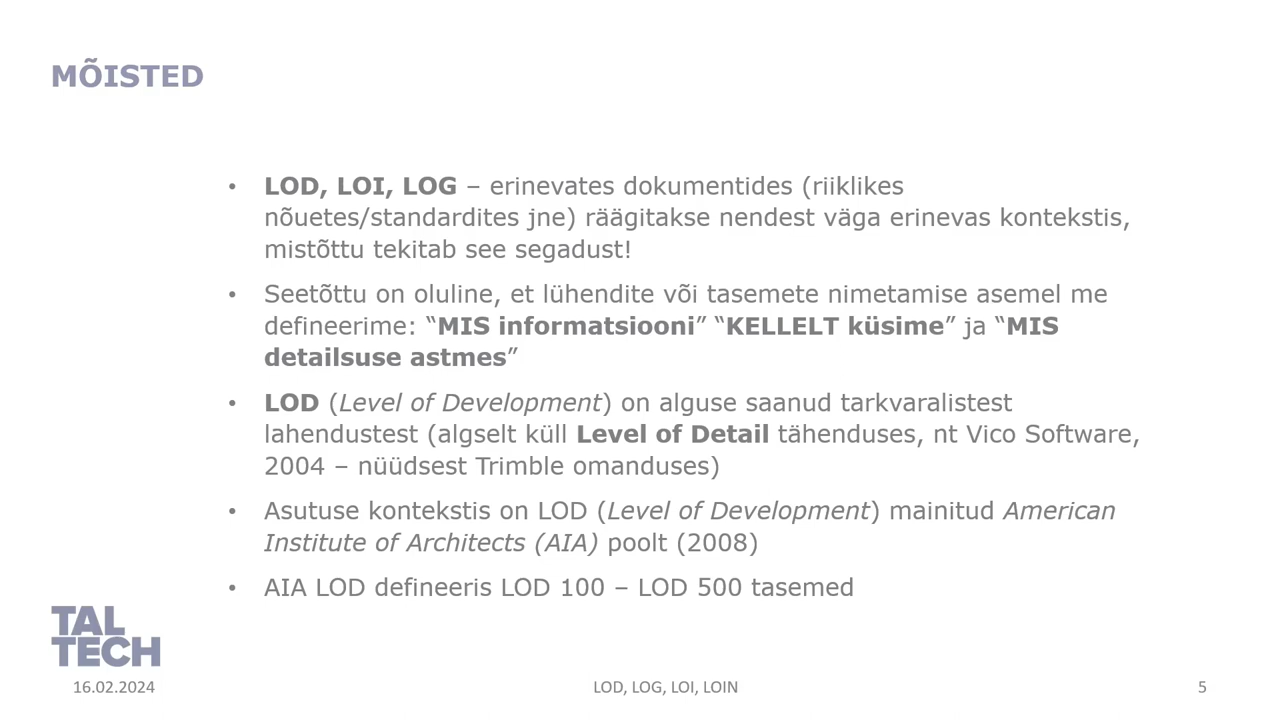 MÕISTED
• LOD, LOI, LOG – erinevates dokumentides (riiklikes
nõuetes/standardites jne) räägitakse nendest väga erinevas kontekstis,
mistõttu tekitab see segadust!
• Seetõttu on oluline, et lühendite või tasemete nimetamise asemel me
defineerime: “MIS informatsiooni” “KELLELT küsime” ja “MIS
detailsuse astmes”
• LOD (Level of Development) on alguse saanud tarkvaralistest
lahendustest (algselt küll Level of Detail tähenduses, nt Vico Software,
2004 – nüüdsest Trimble omanduses)
• Asutuse kontekstis on LOD (Level of Development) mainitud American
Institute of Architects (AIA) poolt (2008)
• AIA LOD defineeris LOD 100 – LOD 500 tasemed
TAL
TECH
16.02.2024
LOD, LOG, LOI, LOIN
5